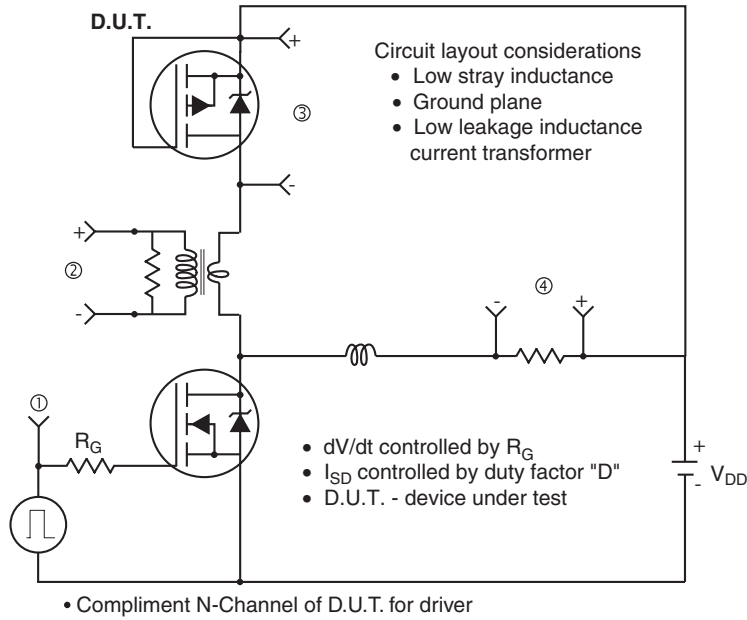 D.U.T.
+
Circuit layout considerations
• Low stray inductance
• Ground plane
• Low leakage inductance
current transformer
③
-
+
②
-
④
-
+
①
R_G
• dV/dt controlled by R_G
• I_SD controlled by duty factor "D"
• D.U.T. - device under test
+
-
V_DD
• Compliment N-Channel of D.U.T. for driver